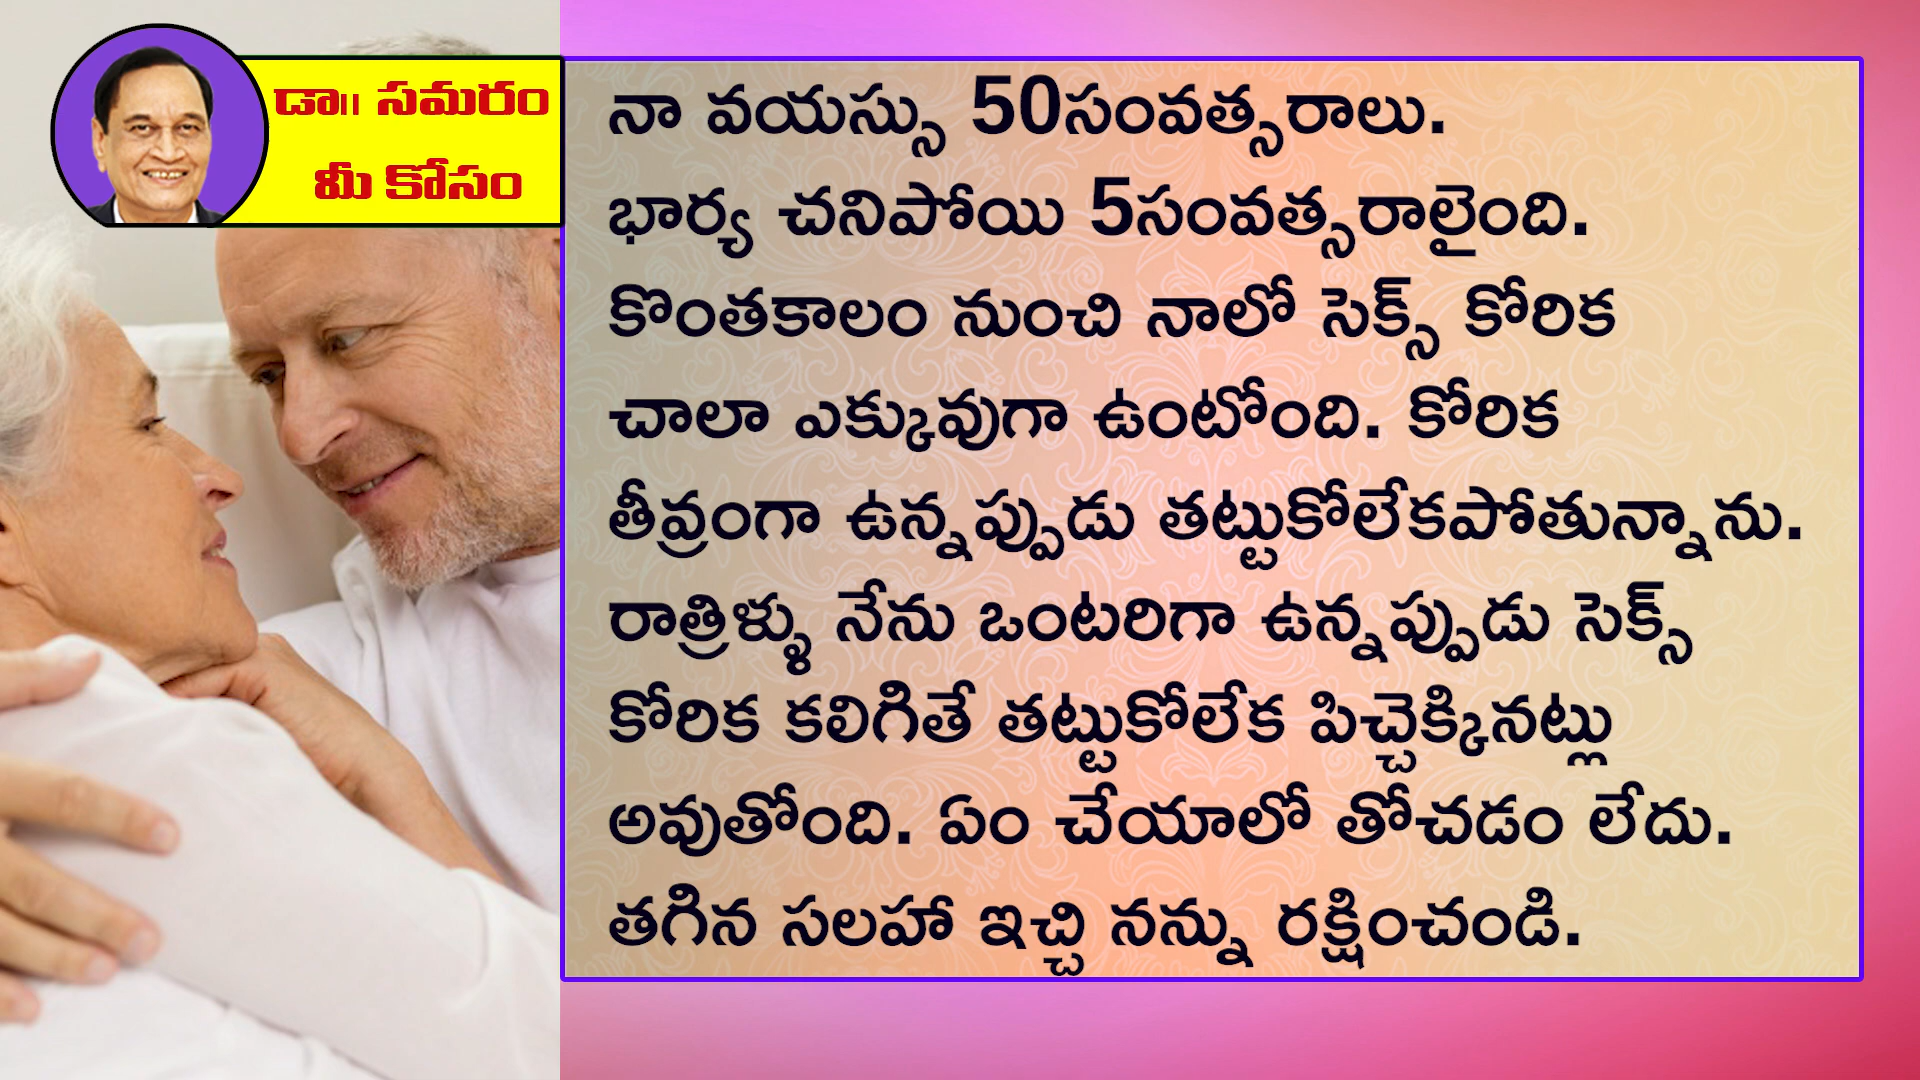 డా॥ సమరం
మీ కోసం
నా వయస్సు 50సంవత్సరాలు.
భార్య చనిపోయి 5సంవత్సరాలైంది.
కొంతకాలం నుంచి నాలో సెక్స్ కోరిక
చాలా ఎక్కువుగా ఉంటోంది. కోరిక
తీవ్రంగా ఉన్నప్పుడు తట్టుకోలేకపోతున్నాను.
రాత్రిళ్ళు నేను ఒంటరిగా ఉన్నప్పుడు సెక్స్
కోరిక కలిగితే తట్టుకోలేక పిచ్చెక్కినట్లు
అవుతోంది. ఏం చేయాలో తోచడం లేదు.
తగిన సలహా ఇచ్చి నన్ను రక్షించండి.